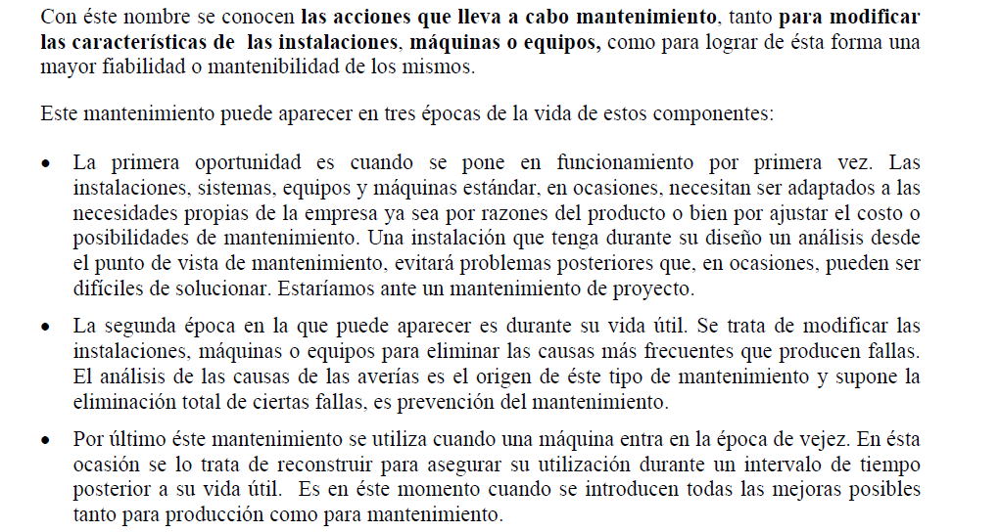 Con éste nombre se conocen las acciones que lleva a cabo mantenimiento, tanto para modificar
las características de las instalaciones, máquinas o equipos, como para lograr de ésta forma una
mayor fiabilidad o mantenibilidad de los mismos.
Este mantenimiento puede aparecer en tres épocas de la vida de estos componentes:
• La primera oportunidad es cuando se pone en funcionamiento por primera vez. Las
instalaciones, sistemas, equipos y máquinas estándar, en ocasiones, necesitan ser adaptados a las
necesidades propias de la empresa ya sea por razones del producto o bien por ajustar el costo o
posibilidades de mantenimiento. Una instalación que tenga durante su diseño un análisis desde
el punto de vista de mantenimiento, evitará problemas posteriores que, en ocasiones, pueden ser
difíciles de solucionar. Estaríamos ante un mantenimiento de proyecto.
• La segunda época en la que puede aparecer es durante su vida útil. Se trata de modificar las
instalaciones, máquinas o equipos para eliminar las causas más frecuentes que producen fallas.
El análisis de las causas de las averías es el origen de éste tipo de mantenimiento y supone la
eliminación total de ciertas fallas, es prevención del mantenimiento.
• Por último éste mantenimiento se utiliza cuando una máquina entra en la época de vejez. En ésta
ocasión se lo trata de reconstruir para asegurar su utilización durante un intervalo de tiempo
posterior a su vida útil. Es en éste momento cuando se introducen todas las mejoras posibles
tanto para producción como para mantenimiento.